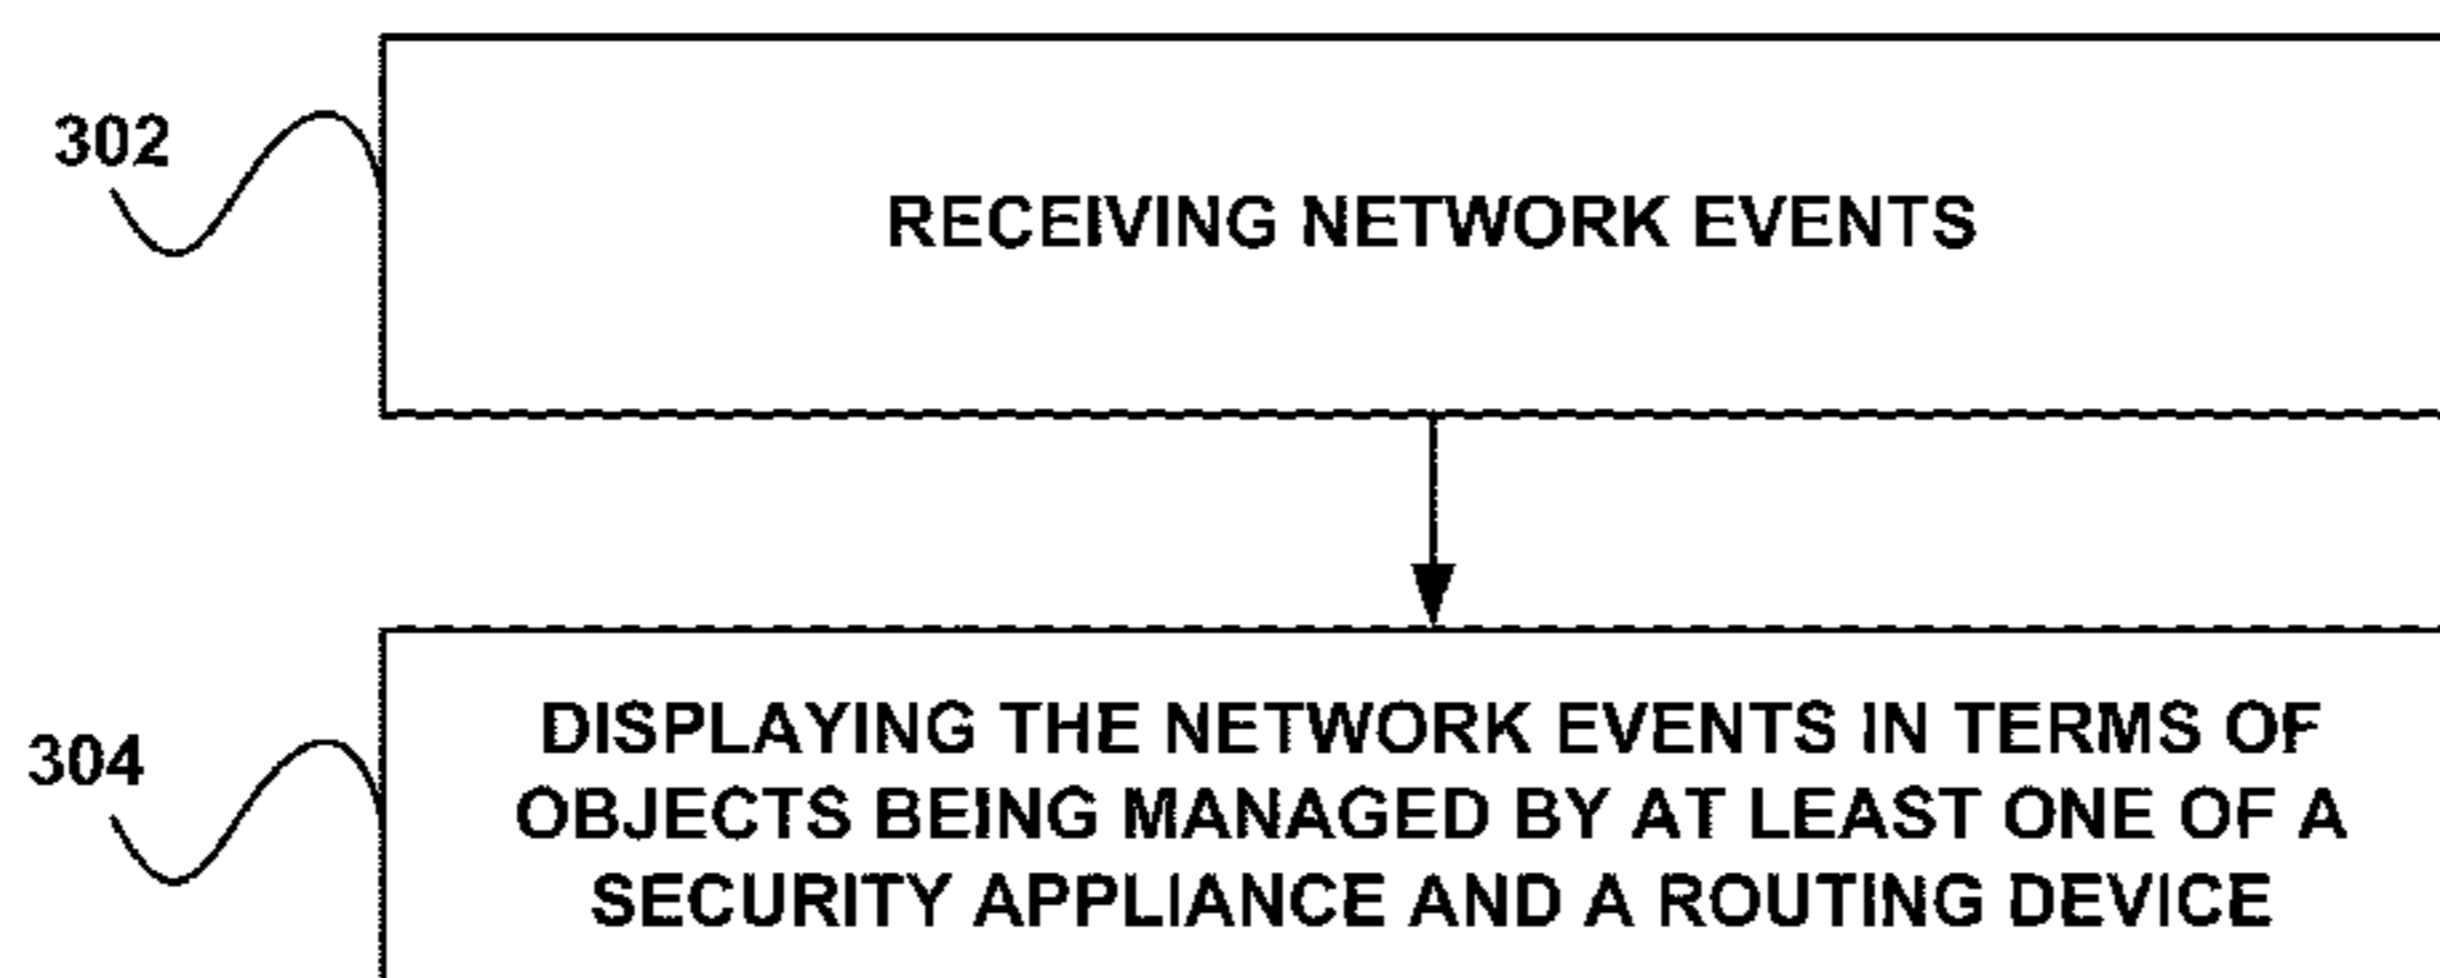 302
RECEIVING NETWORK EVENTS
304
DISPLAYING THE NETWORK EVENTS IN TERMS OF
OBJECTS BEING MANAGED BY AT LEAST ONE OF A
SECURITY APPLIANCE AND A ROUTING DEVICE